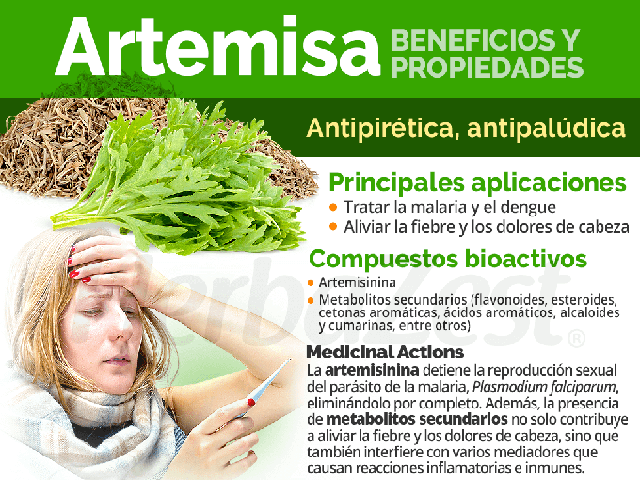 Artemisa
BENEFICIOS Y
PROPIEDADES
Antipirética, antipalúdica
Principales aplicaciones
• Tratar la malaria y el dengue
• Aliviar la fiebre y los dolores de cabeza
Compuestos bioactivos
• Artemisinina
• Metabolitos secundarios (flavonoides, esteroides,
cetonas aromáticas, ácidos aromáticos, alcaloides
y cumarinas, entre otros)
Medicinal Actions
La artemisinina detiene la reproducción sexual
del parásito de la malaria, Plasmodium falciparum,
eliminándolo por completo. Además, la presencia
de metabolitos secundarios no solo contribuye
a aliviar la fiebre y los dolores de cabeza, sino que
también interfiere con varios mediadores que
causan reacciones inflamatorias e inmunes.
HerbaZest®